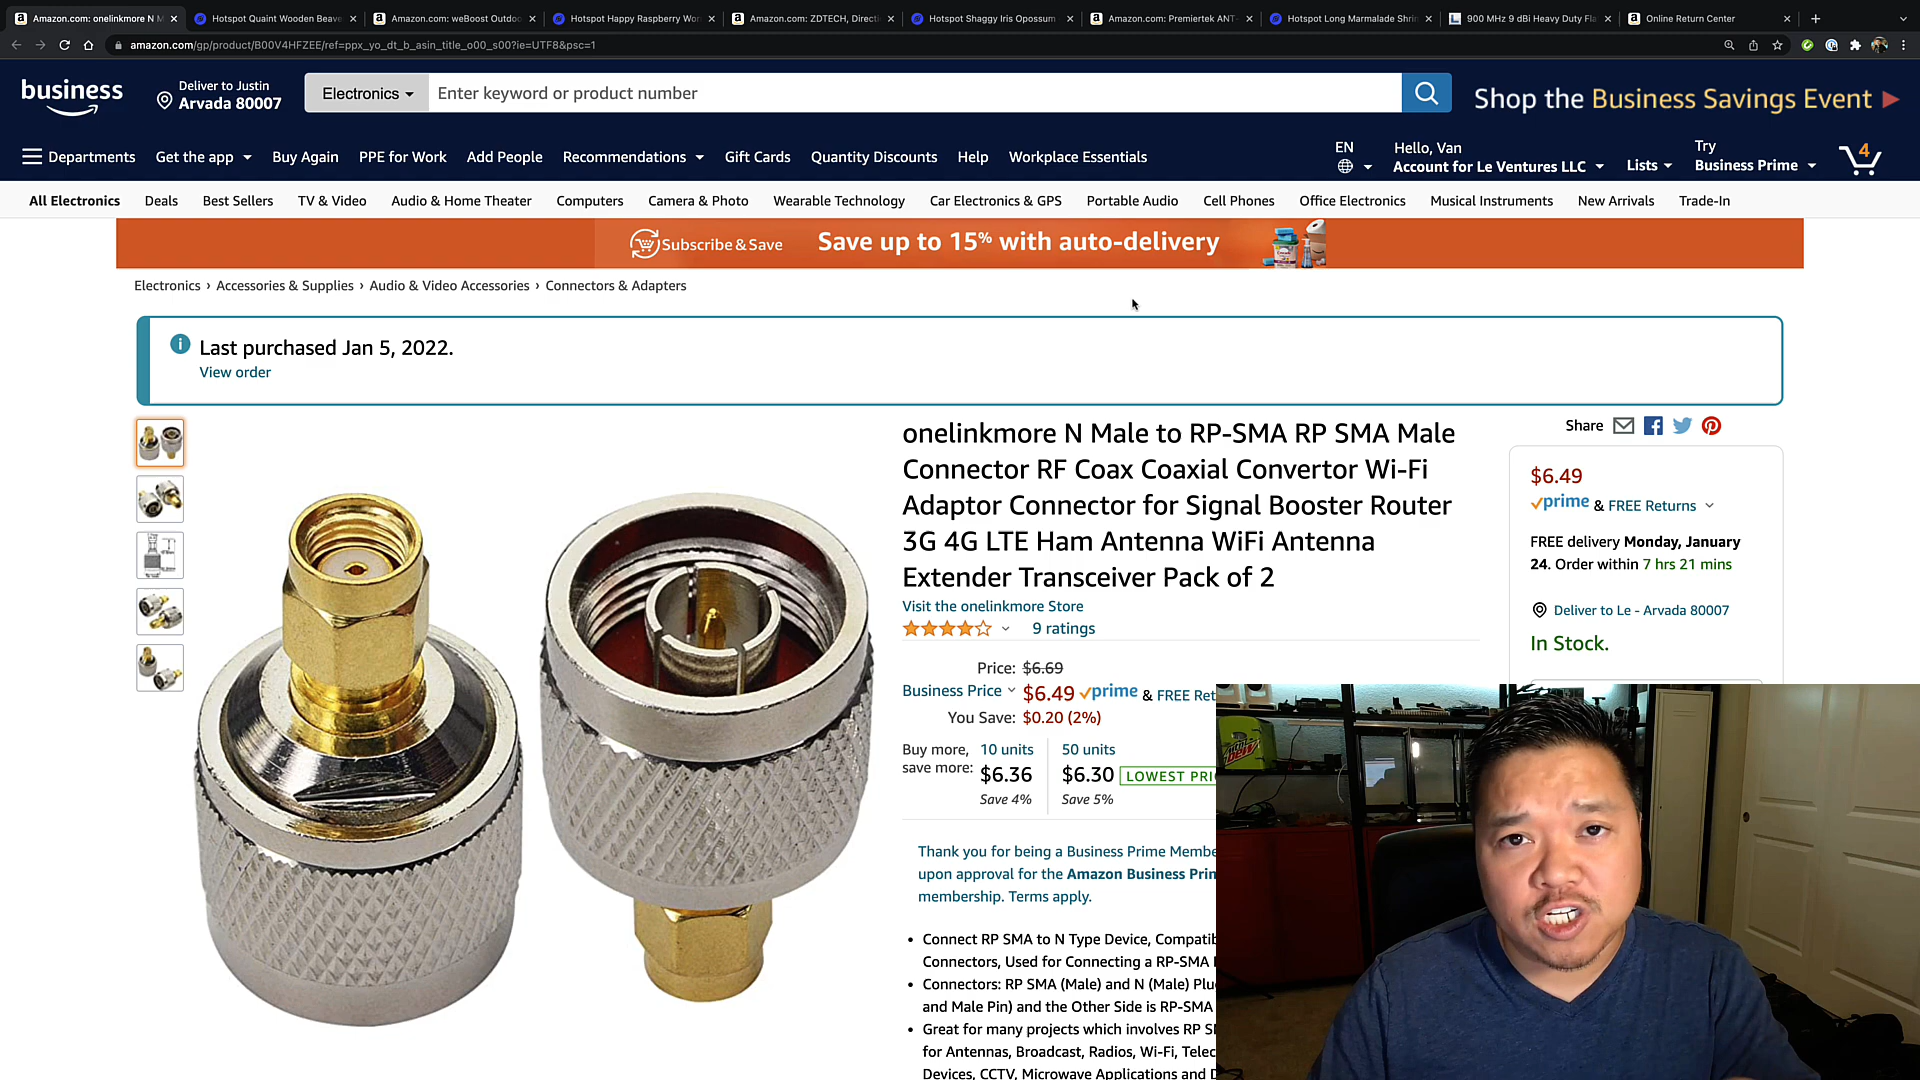 Amazon.com: onelinkmore N M
Hotspot Quaint Wooden Beave
Amazon.com: weBoost Outdoo
Hotspot Happy Raspberry Wor
Amazon.com: ZDTECH, Directi
Hotspot Shaggy Iris Opossum
Amazon.com: Premiertek ANT-
Hotspot Long Marmalade Shri
900 MHz 9 dBi Heavy Duty Fla
Online Return Center
amazon.com/gp/product/B00V4HFZEE/ref=ppx_yo_dt_b_asin_title_o00_s00?ie=UTF8&psc=1
business
Deliver to Justin
Arvada 80007
Electronics
Enter keyword or product number
Shop the Business Savings Event
Departments
Get the app
Buy Again
PPE for Work
Add People
Recommendations
Gift Cards
Quantity Discounts
Help
Workplace Essentials
EN
Hello, Van
Account for Le Ventures LLC
Lists
Try
Business Prime
4
All Electronics
Deals
Best Sellers
TV & Video
Audio & Home Theater
Computers
Camera & Photo
Wearable Technology
Car Electronics & GPS
Portable Audio
Cell Phones
Office Electronics
Musical Instruments
New Arrivals
Trade-In
Subscribe & Save
Save up to 15% with auto-delivery
Electronics › Accessories & Supplies › Audio & Video Accessories › Connectors & Adapters
Last purchased Jan 5, 2022.
View order
onelinkmore N Male to RP-SMA RP SMA Male
Connector RF Coax Coaxial Convertor Wi-Fi
Adaptor Connector for Signal Booster Router
3G 4G LTE Ham Antenna WiFi Antenna
Extender Transceiver Pack of 2
Visit the onelinkmore Store
9 ratings
Price: $6.69
Business Price $6.49 prime & FREE Ret
You Save: $0.20 (2%)
Buy more,
save more:
10 units
$6.36
Save 4%
50 units
$6.30
Save 5%
LOWEST PRI
Thank you for being a Business Prime Membe
upon approval for the Amazon Business Prin
membership. Terms apply.
• Connect RP SMA to N Type Device, Compatib
Connectors, Used for Connecting a RP-SMA
• Connectors: RP SMA (Male) and N (Male) Plu
and Male Pin) and the Other Side is RP-SMA
• Great for many projects which involves RP S
for Antennas, Broadcast, Radios, Wi-Fi, Telec
Devices, CCTV, Microwave Applications and D
Share
$6.49
prime & FREE Returns
FREE delivery Monday, January
24. Order within 7 hrs 21 mins
Deliver to Le - Arvada 80007
In Stock.